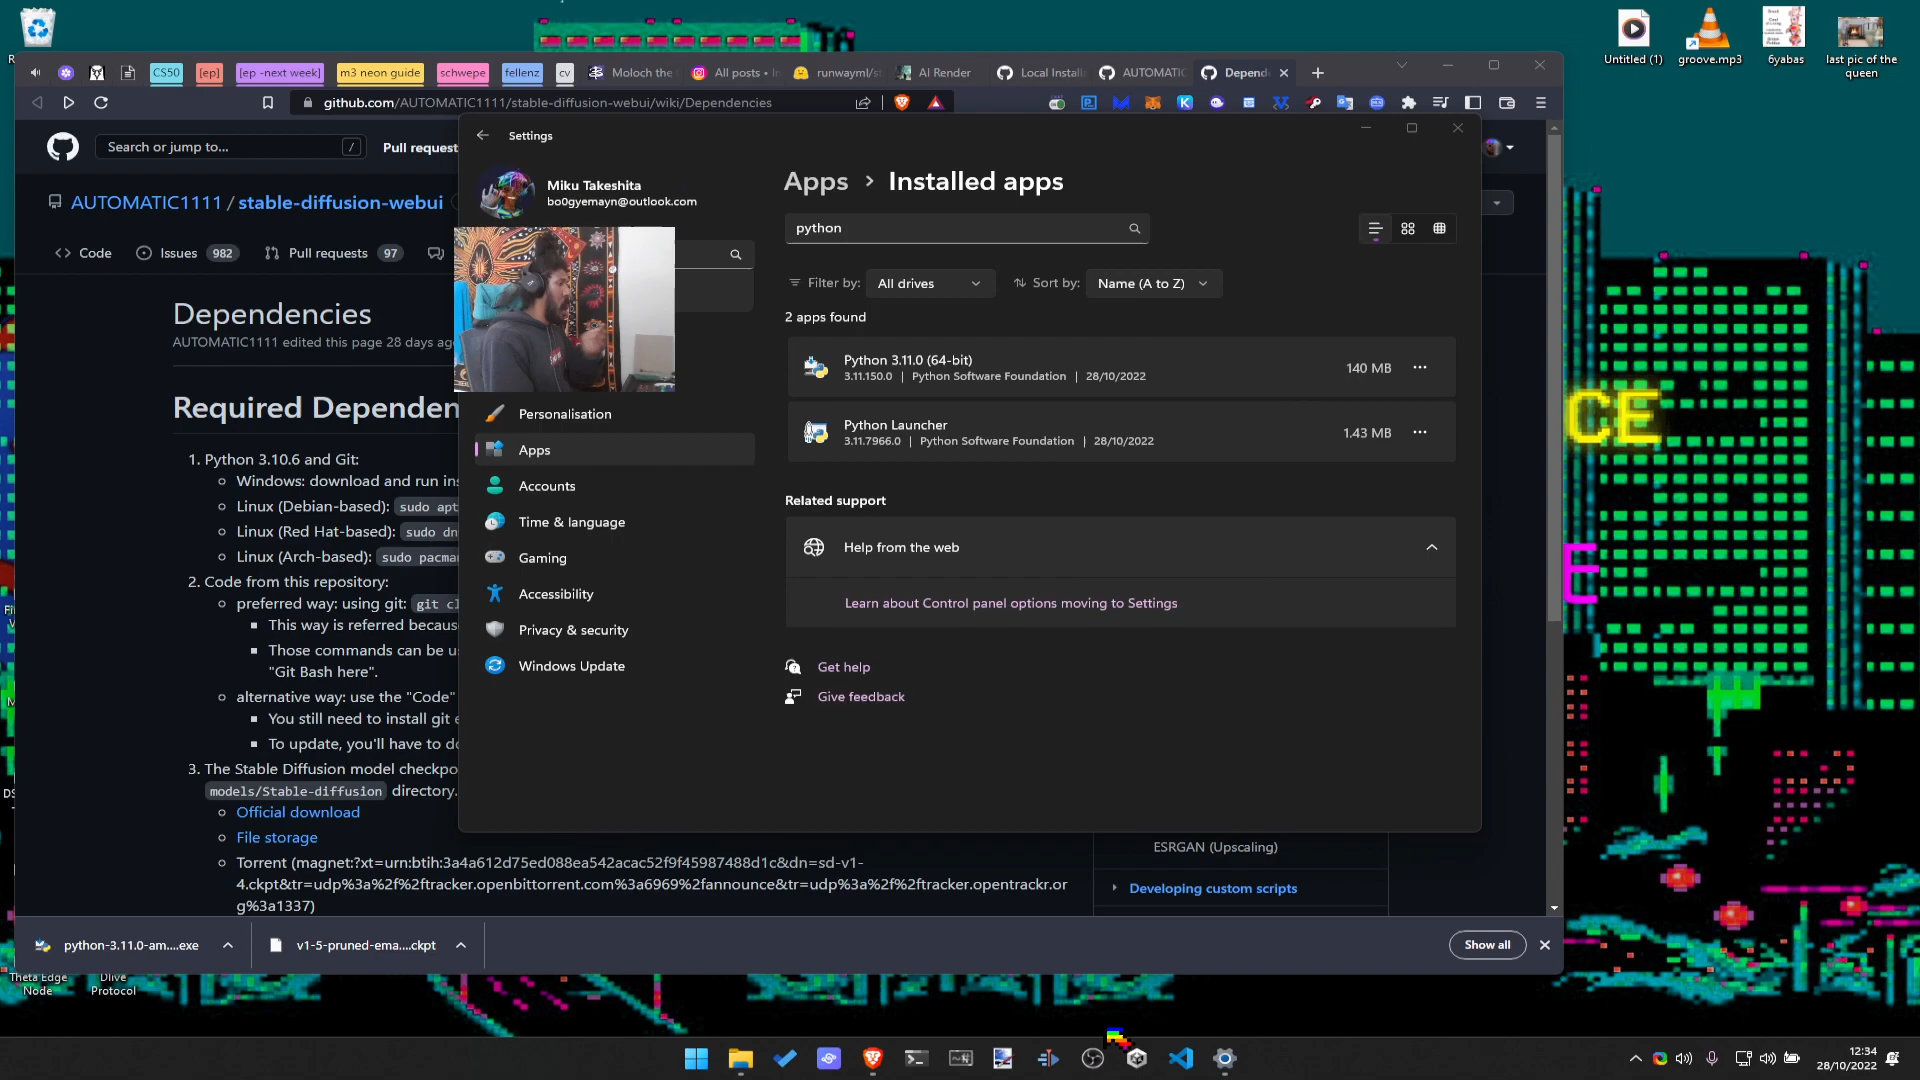 Untitled (1)
groove.mp3
6yabas
last pic of the
queen
CS50
[ep]
[ep -next week]
m3 neon guide
schwepe
fellenz
cv
Moloch the
All posts • In
runwayml/st
AI Render
Local Install
AUTOMATIC
Depend
github.com/AUTOMATIC1111/stable-diffusion-webui/wiki/Dependencies
Search or jump to...
/
Pull request
AUTOMATIC1111 / stable-diffusion-webui
Code
Issues 982
Pull requests 97
Dependencies
AUTOMATIC1111 edited this page 28 days ago
Required Dependen
1. Python 3.10.6 and Git:
Windows: download and run ins
Linux (Debian-based): sudo apt
Linux (Red Hat-based): sudo dn
Linux (Arch-based): sudo pacman
2. Code from this repository:
preferred way: using git: git cl
This way is referred becaus
Those commands can be u
"Git Bash here".
alternative way: use the "Code"
You still need to install git e
To update, you'll have to do
3. The Stable Diffusion model checkpo
models/Stable-diffusion directory.
Official download
File storage
Torrent (magnet:?xt=urn:btih:3a4a612d75ed088ea542acac52f9f45987488d1c&dn=sd-v1-
4.ckpt&tr=udp%3a%2f%2ftracker.openbittorrent.com%3a6969%2fannounce&tr=udp%3a%2f%2ftracker.opentrackr.or
g%3a1337)
ESRGAN (Upscaling)
Developing custom scripts
Settings
Miku Takeshita
bo0gyemayn@outlook.com
Personalisation
Apps
Accounts
Time & language
Gaming
Accessibility
Privacy & security
Windows Update
Apps > Installed apps
python
Filter by: All drives
Sort by: Name (A to Z)
2 apps found
Python 3.11.0 (64-bit)
3.11.150.0 | Python Software Foundation | 28/10/2022
140 MB
Python Launcher
3.11.7966.0 | Python Software Foundation | 28/10/2022
1.43 MB
Related support
Help from the web
Learn about Control panel options moving to Settings
Get help
Give feedback
CE
E
python-3.11.0-am....exe
v1-5-pruned-ema....ckpt
Show all
Theta Edge
Node
Dlive
Protocol
12:34
28/10/2022